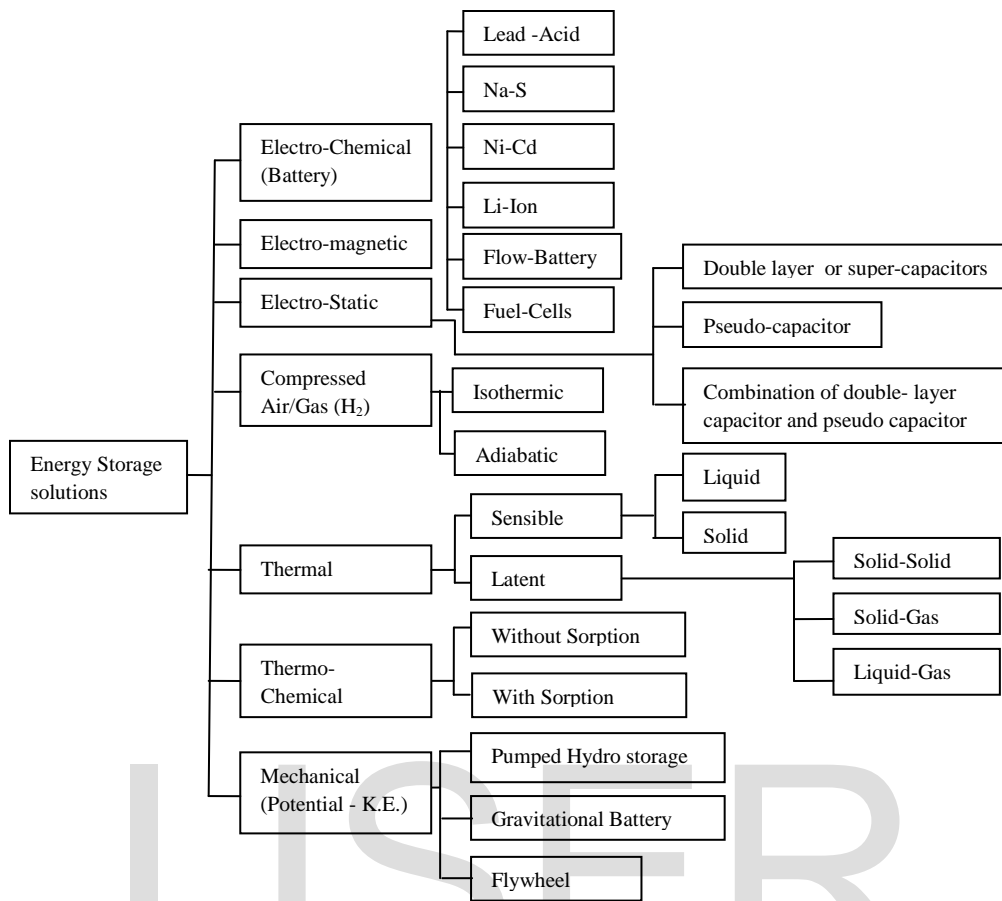 Lead -Acid
Na-S
Electro-Chemical
(Battery)
Ni-Cd
Li-Ion
Electro-magnetic
Flow-Battery
Double layer or super-capacitors
Electro-Static
Fuel-Cells
Pseudo-capacitor
Compressed
Air/Gas (H₂)
Isothermic
Combination of double- layer
capacitor and pseudo capacitor
Adiabatic
Energy Storage
solutions
Liquid
Sensible
Solid
Thermal
Latent
Solid-Solid
Solid-Gas
Liquid-Gas
Without Sorption
Thermo-
Chemical
With Sorption
Pumped Hydro storage
Mechanical
(Potential - K.E.)
Gravitational Battery
Flywheel